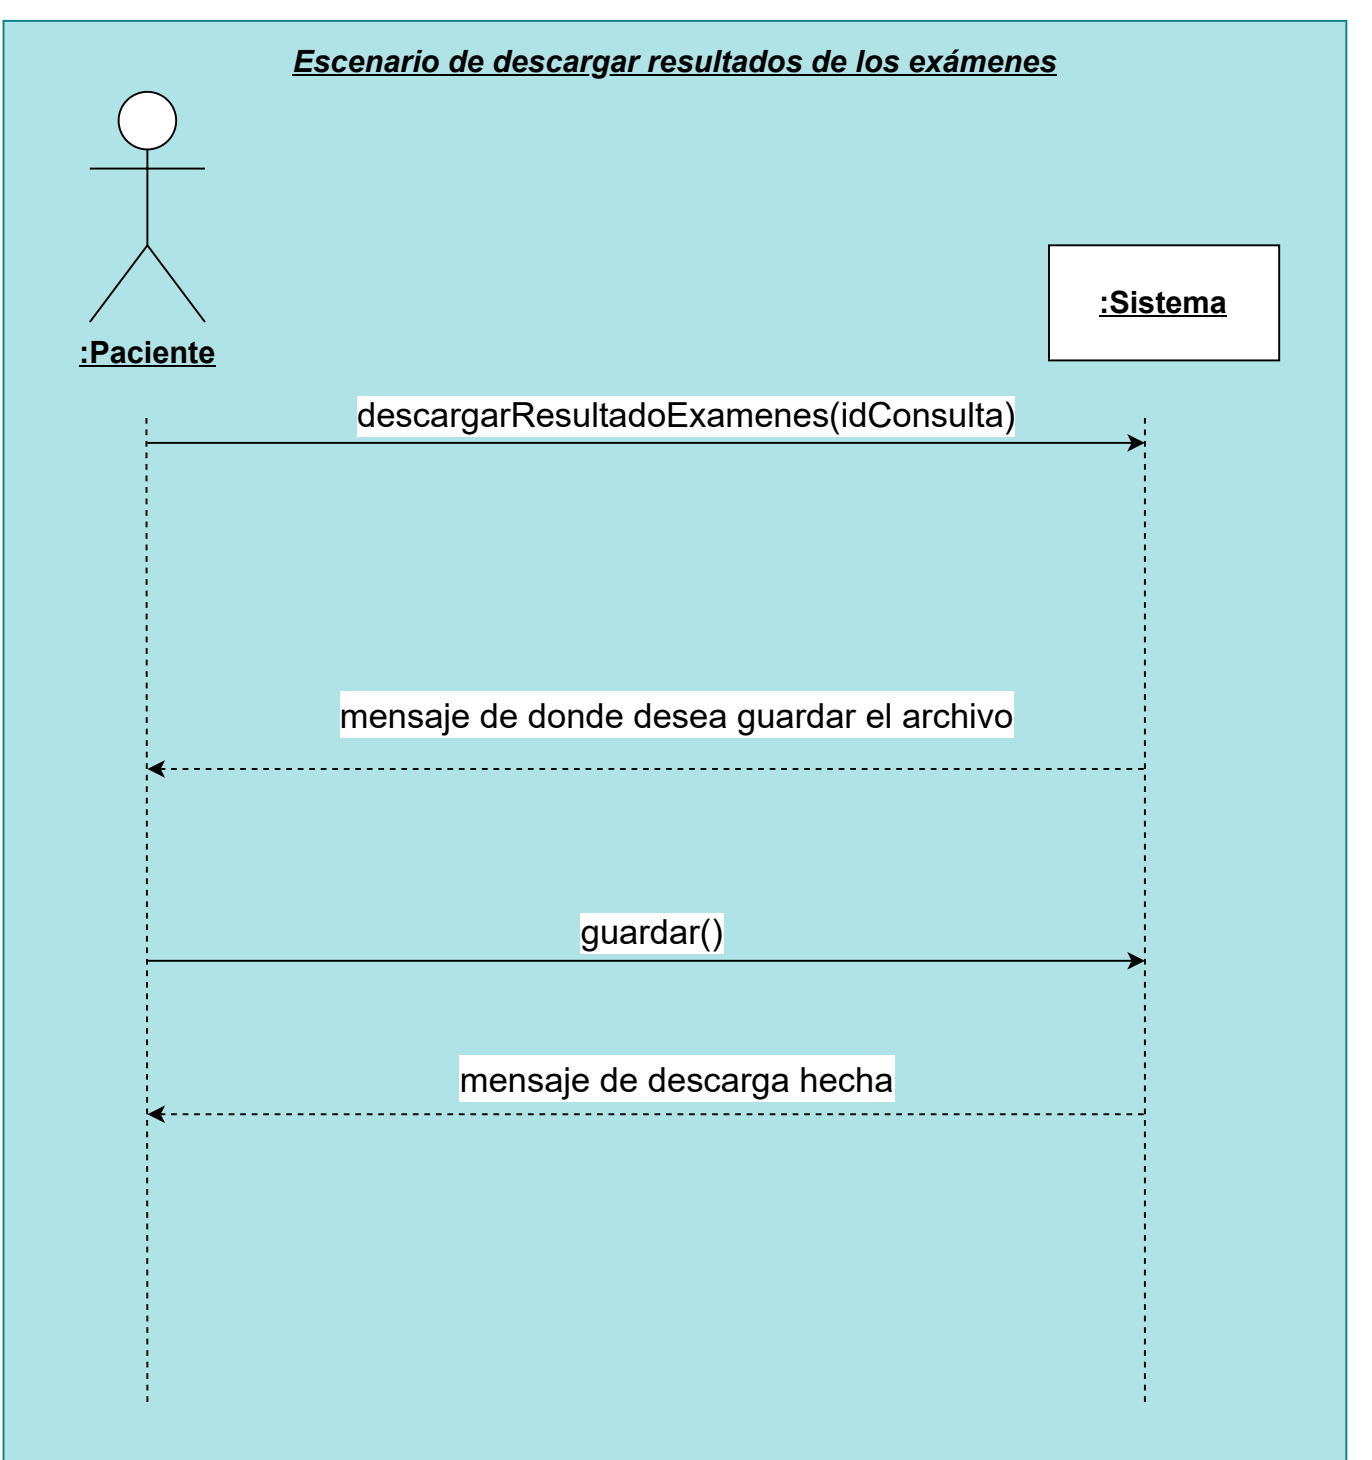 Escenario de descargar resultados de los exámenes
:Sistema
:Paciente
descargarResultadoExamenes(idConsulta)
mensaje de donde desea guardar el archivo
guardar()
mensaje de descarga hecha